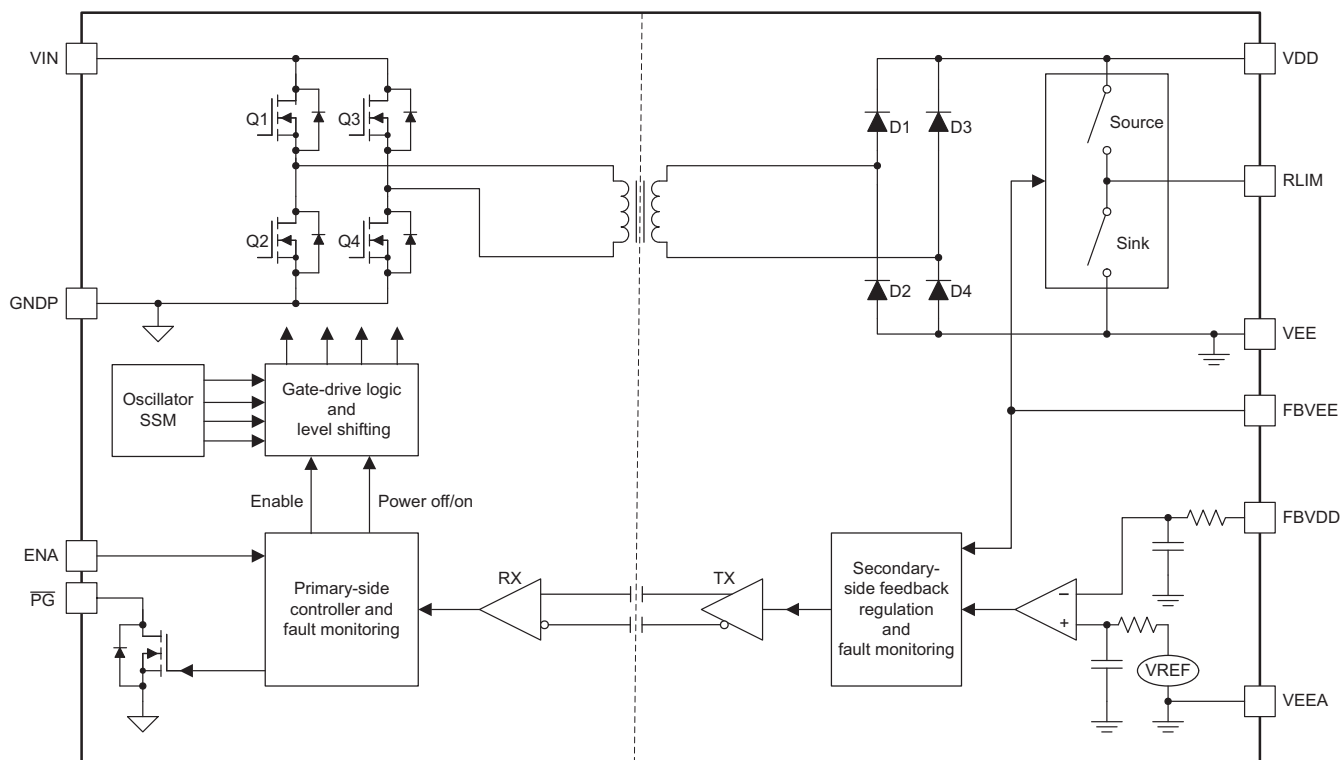 VIN
VDD
Q1
Q3
D1
D3
Source
RLIM
Q2
Q4
Sink
GNDP
D2
D4
VEE
Oscillator
SSM
Gate-drive logic
and
level shifting
FBVEE
Enable
Power off/on
FBVDD
ENA
PG
Primary-side
controller and
fault monitoring
RX
TX
Secondary-
side feedback
regulation
and
fault monitoring
–
+
VREF
VEEA